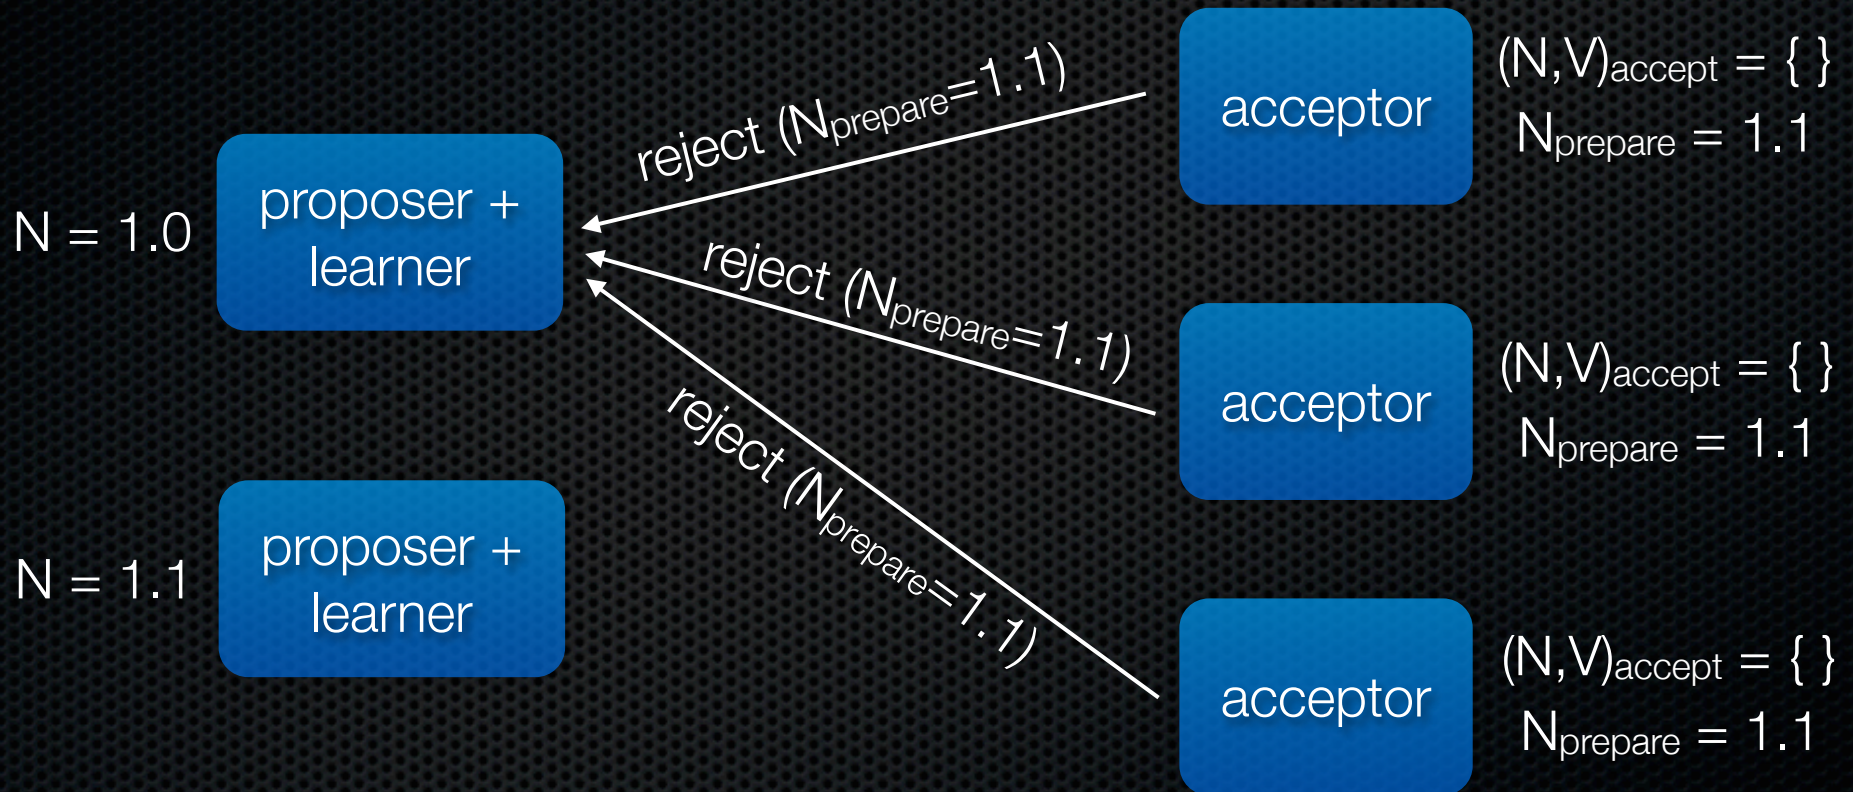 N = 1.0
proposer +
learner
N = 1.1
proposer +
learner
reject (Nprepare=1.1)
reject (Nprepare=1.1)
reject (Nprepare=1.1)
acceptor
(N,V)accept = { }
Nprepare = 1.1
acceptor
(N,V)accept = { }
Nprepare = 1.1
acceptor
(N,V)accept = { }
Nprepare = 1.1